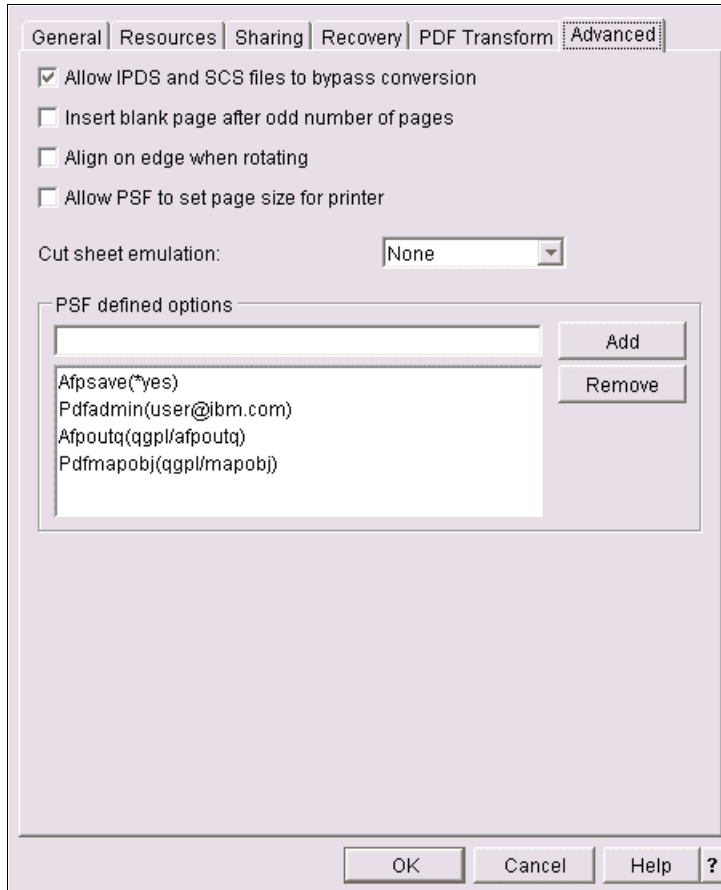 General Resources Sharing Recovery PDF Transform Advanced
Allow IPDS and SCS files to bypass conversion
Insert blank page after odd number of pages
Align on edge when rotating
Allow PSF to set page size for printer
Cut sheet emulation: None
PSF defined options
Add
Afpsave(*yes)
Remove
Pdfadmin(user@ibm.com)
Afpoutq(qgpl/afpoutq)
Pdfmapobj(qgpl/mapobj)
OK Cancel Help ?